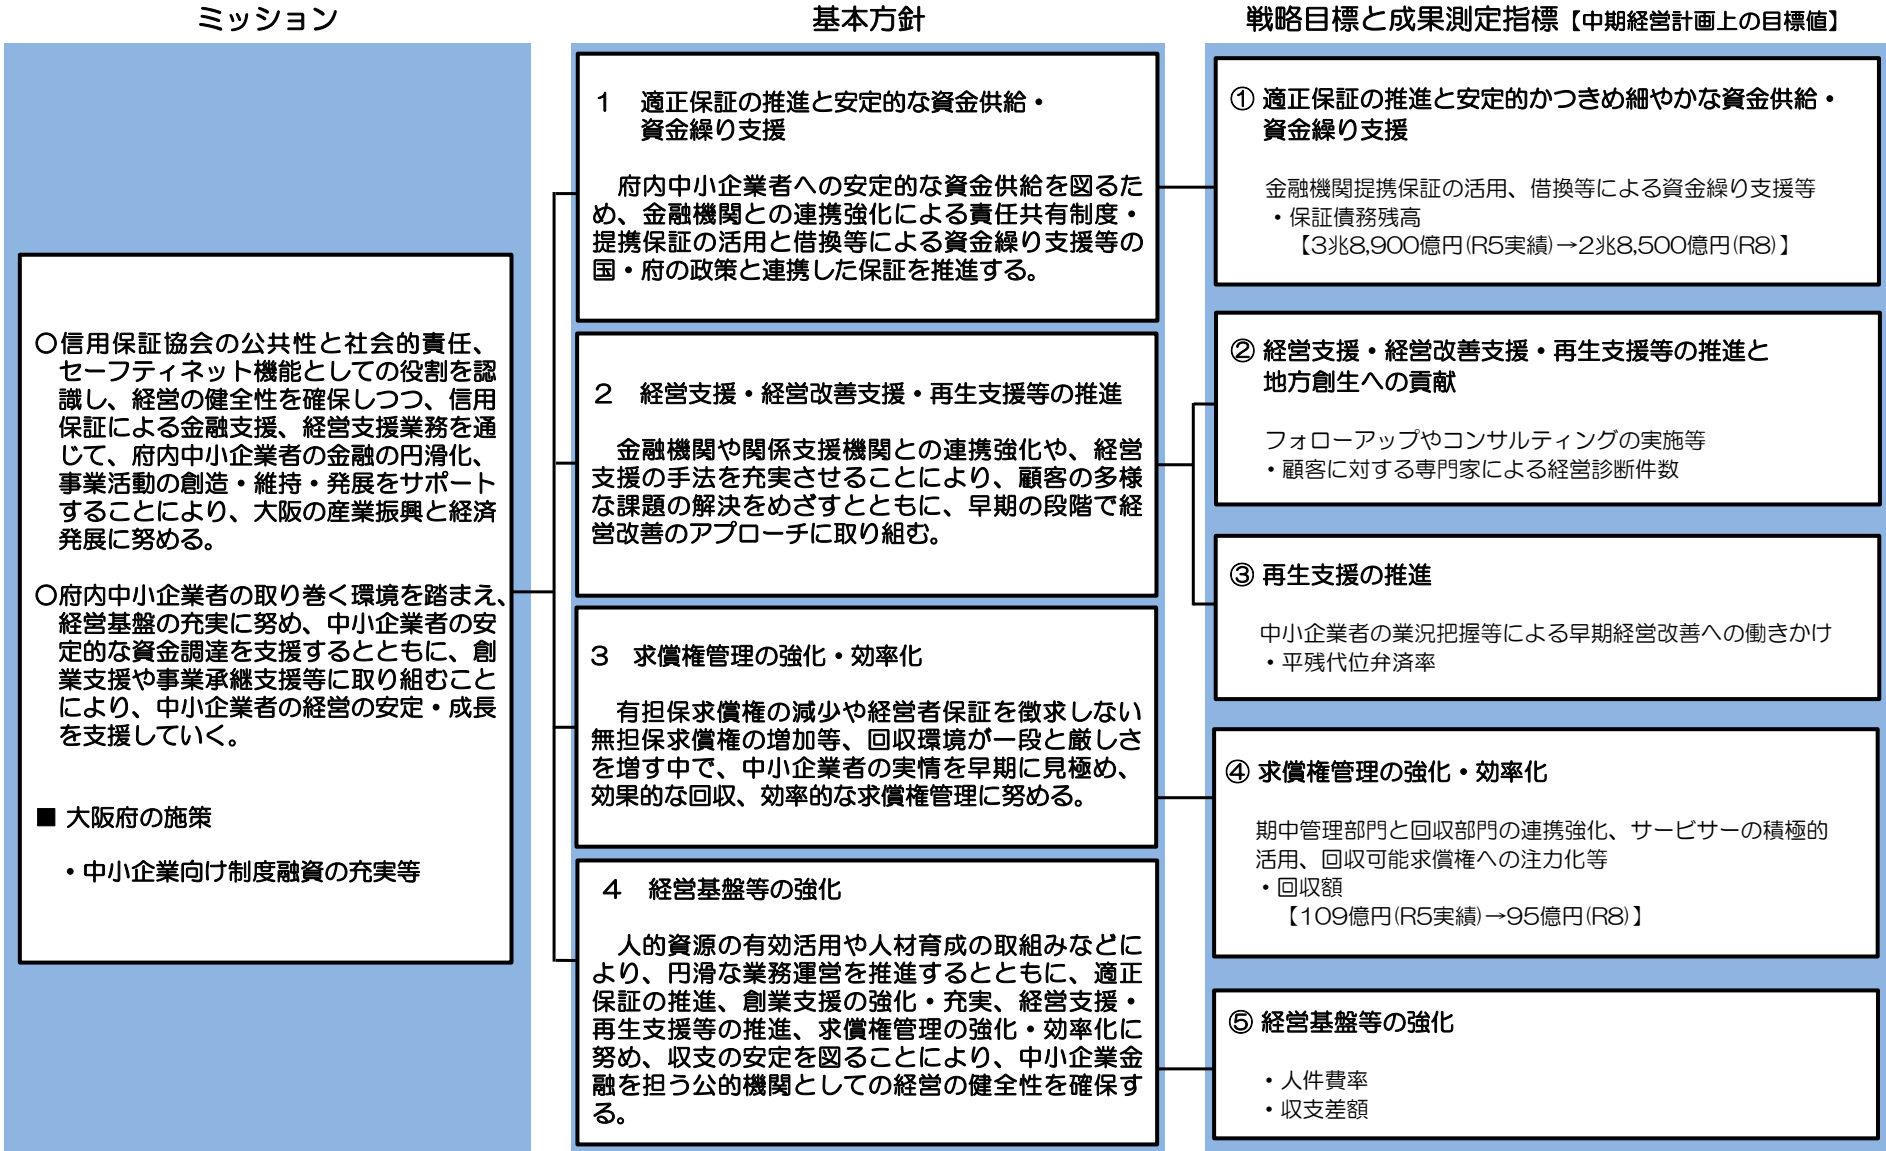 ミッション
〇信用保証協会の公共性と社会的責任、
セーフティネット機能としての役割を認
識し、経営の健全性を確保しつつ、信用
保証による金融支援、経営支援業務を通
じて、府内中小企業者の金融の円滑化、
事業活動の創造・維持・発展をサポート
することにより、大阪の産業振興と経済
発展に努める。
〇府内中小企業者の取り巻く環境を踏まえ、
経営基盤の充実に努め、中小企業者の安
定的な資金調達を支援するとともに、創
業支援や事業承継支援等に取り組むこと
により、中小企業者の経営の安定・成長
を支援していく。
■ 大阪府の施策
・中小企業向け制度融資の充実等
基本方針
１　適正保証の推進と安定的な資金供給・
資金繰り支援
府内中小企業者への安定的な資金供給を図るた
め、金融機関との連携強化による責任共有制度・
提携保証の活用と借換等による資金繰り支援等の
国・府の政策と連携した保証を推進する。
２　経営支援・経営改善支援・再生支援等の推進
金融機関や関係支援機関との連携強化や、経営
支援の手法を充実させることにより、顧客の多様
な課題の解決をめざすとともに、早期の段階で経
営改善のアプローチに取り組む。
３　求償権管理の強化・効率化
有担保求償権の減少や経営者保証を徴求しない
無担保求償権の増加等、回収環境が一段と厳しさ
を増す中で、中小企業者の実情を早期に見極め、
効果的な回収、効率的な求償権管理に努める。
４　経営基盤等の強化
人的資源の有効活用や人材育成の取組みなどに
より、円滑な業務運営を推進するとともに、適正
保証の推進、創業支援の強化・充実、経営支援・
再生支援等の推進、求償権管理の強化・効率化に
努め、収支の安定を図ることにより、中小企業金
融を担う公的機関としての経営の健全性を確保す
る。
戦略目標と成果測定指標【中期経営計画上の目標値】
① 適正保証の推進と安定的かつきめ細やかな資金供給・
資金繰り支援
金融機関提携保証の活用、借換等による資金繰り支援等
・保証債務残高
【3兆8,900億円(R5実績)→2兆8,500億円(R8)】
② 経営支援・経営改善支援・再生支援等の推進と
地方創生への貢献
フォローアップやコンサルティングの実施等
・顧客に対する専門家による経営診断件数
③ 再生支援の推進
中小企業者の業況把握等による早期経営改善への働きかけ
・平残代位弁済率
④ 求償権管理の強化・効率化
期中管理部門と回収部門の連携強化、サービサーの積極的
活用、回収可能求償権への注力化等
・回収額
【109億円(R5実績)→95億円(R8)】
⑤ 経営基盤等の強化
・人件費率
・収支差額